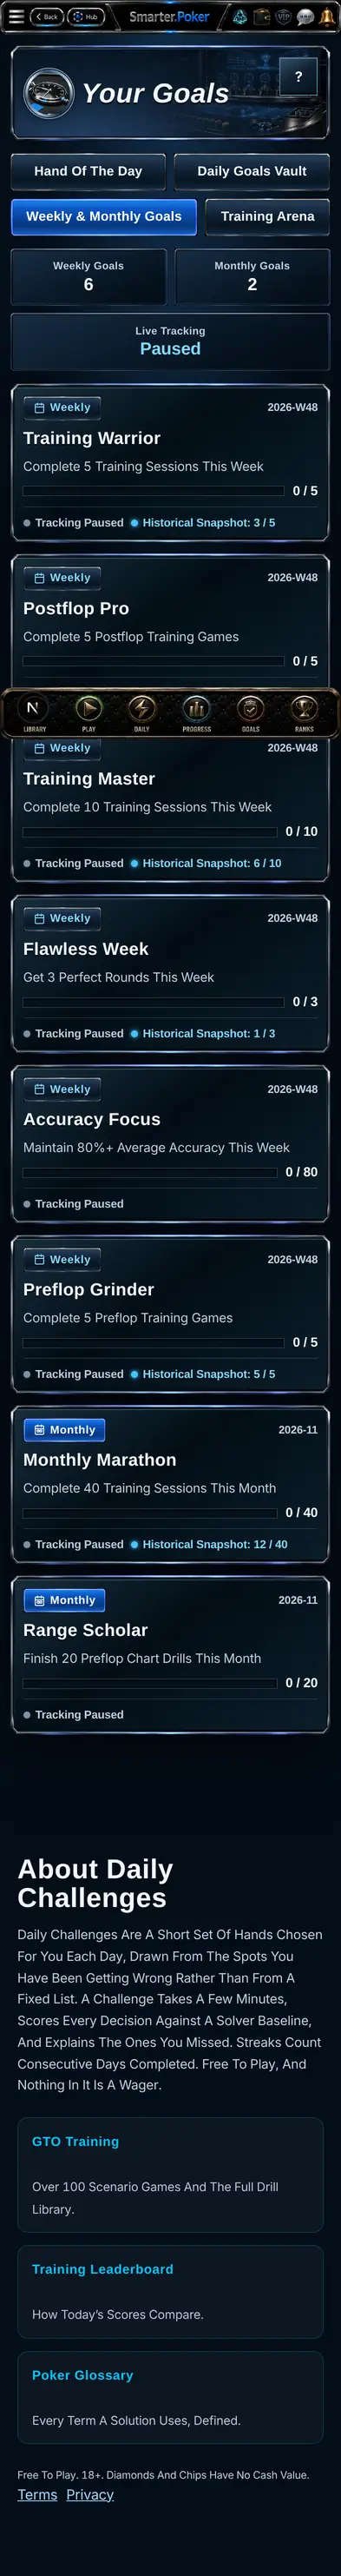 Back
Hub
Smarter.Poker
VIP
Your Goals
?
Hand Of The Day
Daily Goals Vault
Weekly & Monthly Goals
Training Arena
Weekly Goals
6
Monthly Goals
2
Live Tracking
Paused
Weekly
2026-W48
Training Warrior
Complete 5 Training Sessions This Week
0 / 5
Tracking Paused
Historical Snapshot: 3 / 5
Weekly
2026-W48
Postflop Pro
Complete 5 Postflop Training Games
0 / 5
N
LIBRARY
PLAY
DAILY
PROGRESS
GOALS
RANKS
Weekly
2026-W48
Training Master
Complete 10 Training Sessions This Week
0 / 10
Tracking Paused
Historical Snapshot: 6 / 10
Weekly
2026-W48
Flawless Week
Get 3 Perfect Rounds This Week
0 / 3
Tracking Paused
Historical Snapshot: 1 / 3
Weekly
2026-W48
Accuracy Focus
Maintain 80%+ Average Accuracy This Week
0 / 80
Tracking Paused
Weekly
2026-W48
Preflop Grinder
Complete 5 Preflop Training Games
0 / 5
Tracking Paused
Historical Snapshot: 5 / 5
Monthly
2026-11
Monthly Marathon
Complete 40 Training Sessions This Month
0 / 40
Tracking Paused
Historical Snapshot: 12 / 40
Monthly
2026-11
Range Scholar
Finish 20 Preflop Chart Drills This Month
0 / 20
Tracking Paused
About Daily
Challenges
Daily Challenges Are A Short Set Of Hands Chosen
For You Each Day, Drawn From The Spots You
Have Been Getting Wrong Rather Than From A
Fixed List. A Challenge Takes A Few Minutes,
Scores Every Decision Against A Solver Baseline,
And Explains The Ones You Missed. Streaks Count
Consecutive Days Completed. Free To Play, And
Nothing In It Is A Wager.
GTO Training
Over 100 Scenario Games And The Full Drill
Library.
Training Leaderboard
How Today's Scores Compare.
Poker Glossary
Every Term A Solution Uses, Defined.
Free To Play. 18+. Diamonds And Chips Have No Cash Value.
Terms Privacy